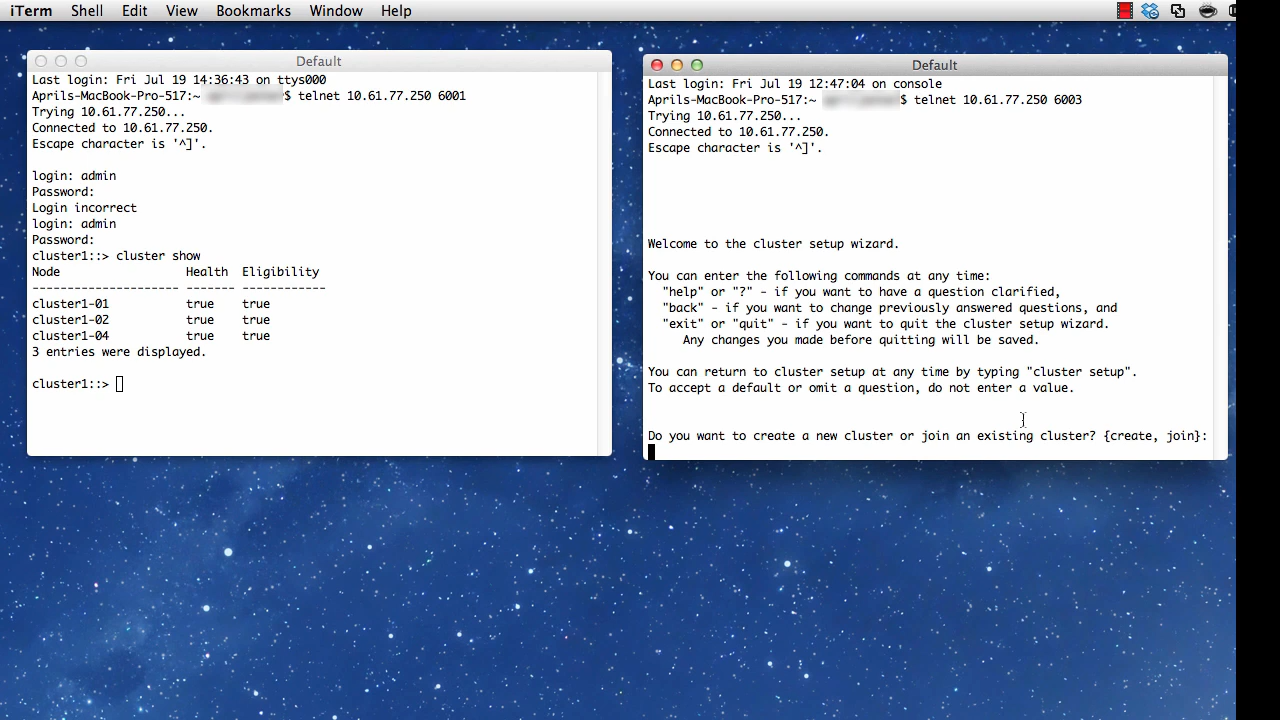 iTerm Shell Edit View Bookmarks Window Help
Default
Last login: Fri Jul 19 14:36:43 on ttys000
Aprils-MacBook-Pro-517:~ $ telnet 10.61.77.250 6001
Trying 10.61.77.250...
Connected to 10.61.77.250.
Escape character is '^]'.
login: admin
Password:
Login incorrect
login: admin
Password:
cluster1::> cluster show
Node Health Eligibility
--------------------- ------- ------------
cluster1-01 true true
cluster1-02 true true
cluster1-04 true true
3 entries were displayed.
cluster1::>
Default
Last login: Fri Jul 19 12:47:04 on console
Aprils-MacBook-Pro-517:~ $ telnet 10.61.77.250 6003
Trying 10.61.77.250...
Connected to 10.61.77.250.
Escape character is '^]'.
Welcome to the cluster setup wizard.
You can enter the following commands at any time:
"help" or "?" - if you want to have a question clarified,
"back" - if you want to change previously answered questions, and
"exit" or "quit" - if you want to quit the cluster setup wizard.
Any changes you made before quitting will be saved.
You can return to cluster setup at any time by typing "cluster setup".
To accept a default or omit a question, do not enter a value.
Do you want to create a new cluster or join an existing cluster? {create, join}: